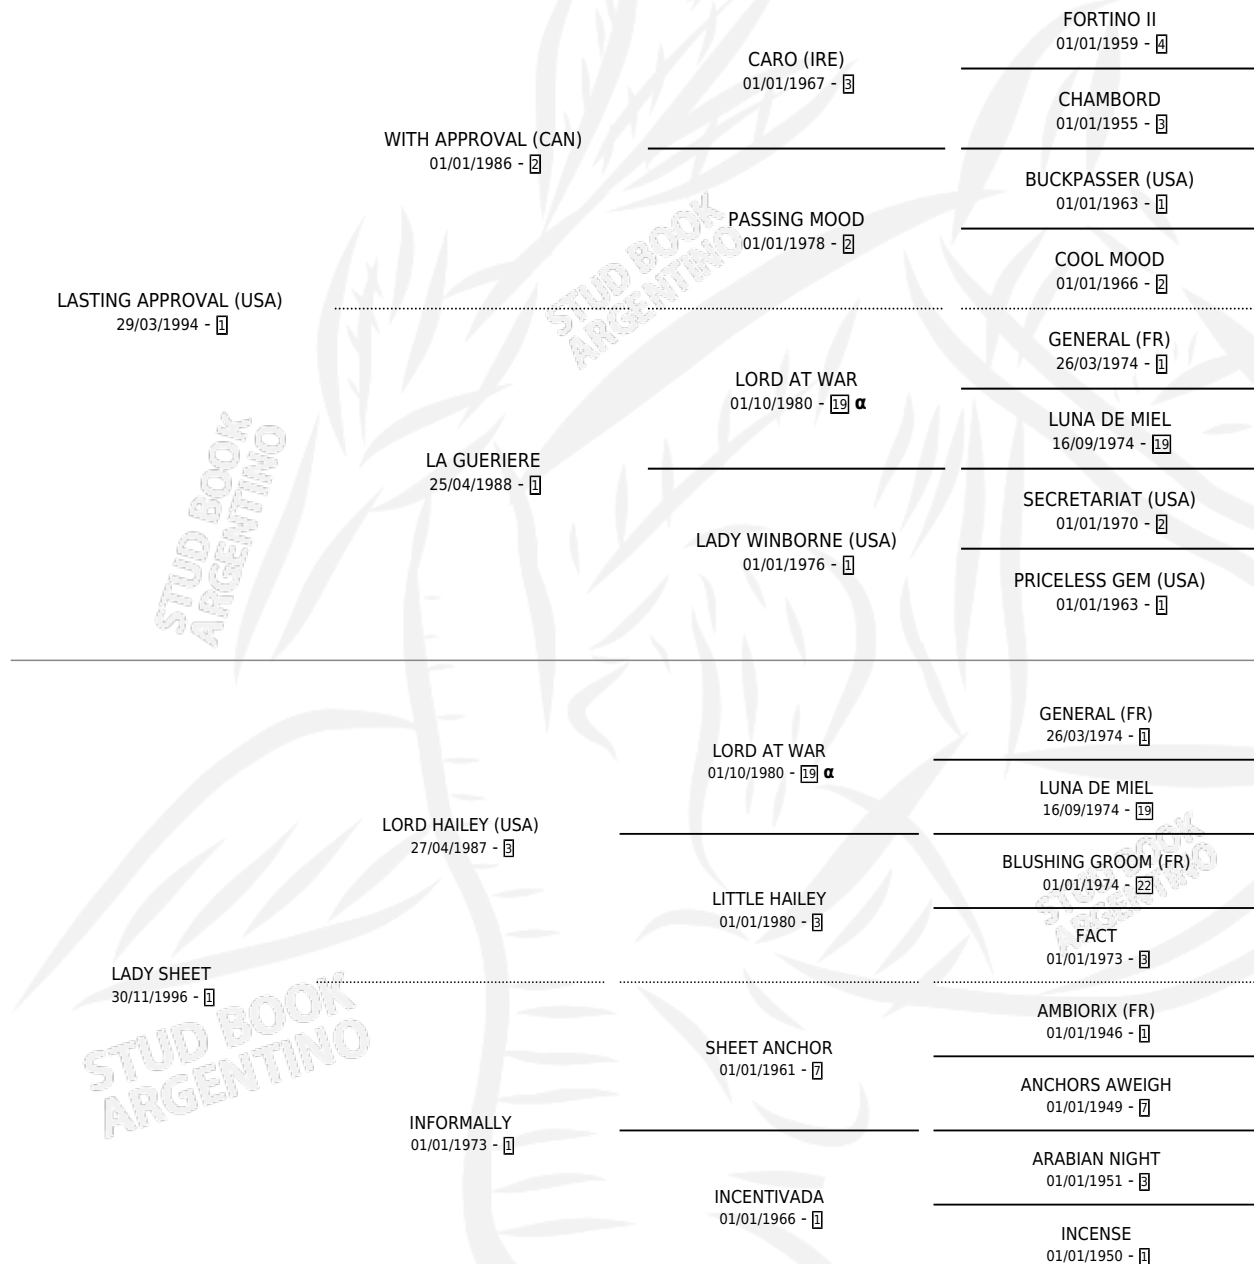 FORTINO II
01/01/1959 - 4
CARO (IRE)
01/01/1967 - 3
CHAMBORD
01/01/1955 - 3
WITH APPROVAL (CAN)
01/01/1986 - 2
BUCKPASSER (USA)
01/01/1963 - 1
PASSING MOOD
01/01/1978 - 2
COOL MOOD
01/01/1966 - 2
STUD BOOK
ARGENTINO
LASTING APPROVAL (USA)
29/03/1994 - 1
GENERAL (FR)
26/03/1974 - 1
LORD AT WAR
01/10/1980 - 19 α
LUNA DE MIEL
16/09/1974 - 19
LA GUERIERE
25/04/1988 - 1
SECRETARIAT (USA)
01/01/1970 - 2
LADY WINBORNE (USA)
01/01/1976 - 1
PRICELESS GEM (USA)
01/01/1963 - 1
STUD BOOK
ARGENTINO
GENERAL (FR)
26/03/1974 - 1
LORD AT WAR
01/10/1980 - 19 α
LUNA DE MIEL
16/09/1974 - 19
LORD HAILEY (USA)
27/04/1987 - 3
BLUSHING GROOM (FR)
01/01/1974 - 22
STUD BOOK
ARGENTINO
LITTLE HAILEY
01/01/1980 - 3
FACT
01/01/1973 - 3
LADY SHEET
30/11/1996 - 1
STUD BOOK
ARGENTINO
AMBIORIX (FR)
01/01/1946 - 1
SHEET ANCHOR
01/01/1961 - 7
ANCHORS AWEIGH
01/01/1949 - 7
INFORMALLY
01/01/1973 - 1
ARABIAN NIGHT
01/01/1951 - 3
INCENTIVADA
01/01/1966 - 1
INCENSE
01/01/1950 - 1